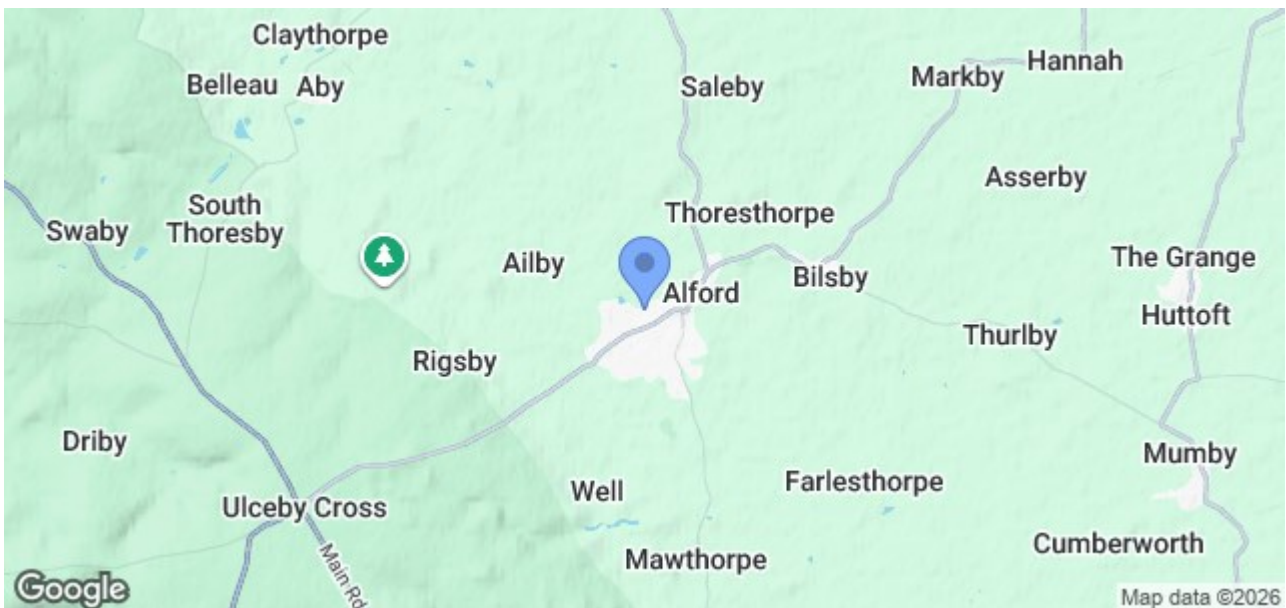 Claythorpe
Hannah
Belleau
Aby
Saleby
Markby
Asserby
South
Thoresby
Thoresthorpe
Swaby
Ailby
The Grange
Bilsby
Alford
Huttoft
Thurlby
Rigsby
Driby
Mumby
Well
Farlesthorpe
Ulceby Cross
Main Rd
Mawthorpe
Cumberworth
Google
Map data ©2026